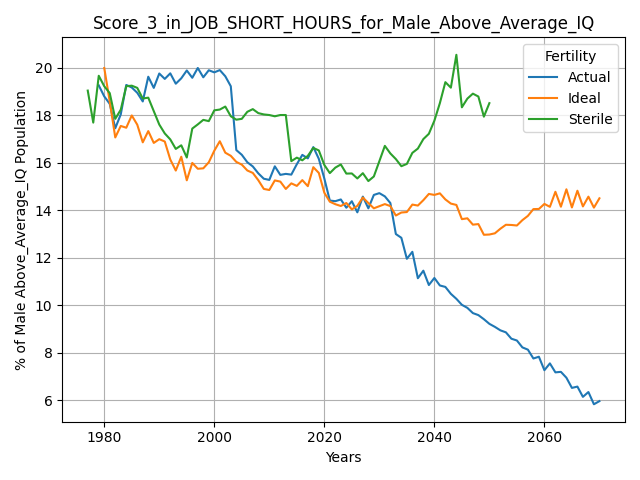 Score_3_in_JOB_SHORT_HOURS_for_Male_Above_Average_IQ
% of Male Above_Average_IQ Population
20
18
16
14
12
10
8
6
Fertility
Actual
Ideal
Sterile
1980 2000 2020 2040 2060
Years